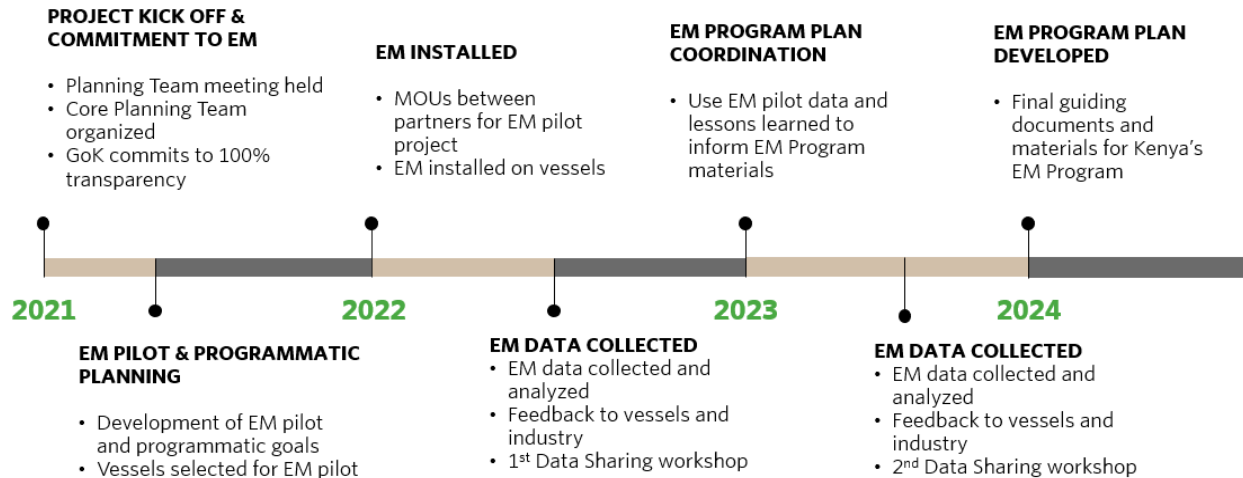 PROJECT KICK OFF &
COMMITMENT TO EM
• Planning Team meeting held
• Core Planning Team
organized
• GoK commits to 100%
transparency
EM INSTALLED
• MOUs between
partners for EM pilot
project
• EM installed on vessels
EM PROGRAM PLAN
COORDINATION
• Use EM pilot data and
lessons learned to
inform EM Program
materials
EM PROGRAM PLAN
DEVELOPED
• Final guiding
documents and
materials for Kenya's
EM Program
2021
2022
2023
2024
EM PILOT & PROGRAMMATIC
PLANNING
• Development of EM pilot
and programmatic goals
• Vessels selected for EM pilot
EM DATA COLLECTED
• EM data collected and
analyzed
• Feedback to vessels and
industry
• 1st Data Sharing workshop
EM DATA COLLECTED
• EM data collected and
analyzed
• Feedback to vessels and
industry
• 2nd Data Sharing workshop